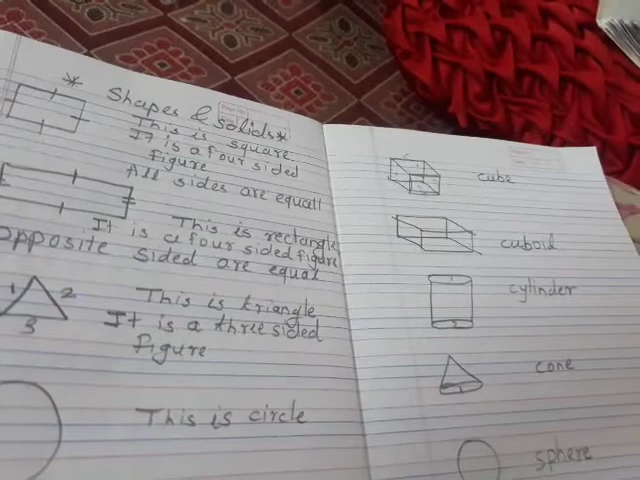 * Shapes & Solids *
This is square.
It is a four sided
figure
All sides are equall
This is rectangle
It is a four sided figure
opposite sided are equal
1 2
3
This is triangle
It is a three sided
figure
This is circle
cube
cuboid
cylinder
cone
sphere